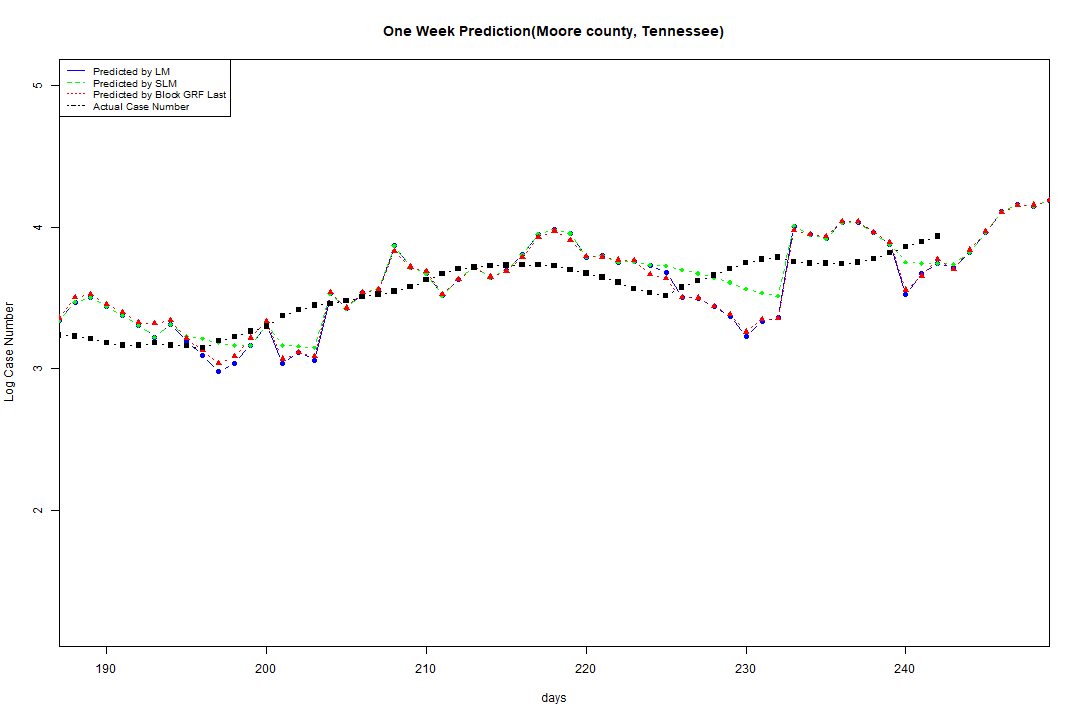 One Week Prediction(Moore county, Tennessee)
Predicted by LM
Predicted by SLM
Predicted by Block GRF Last
Actual Case Number
5
4
3
2
Log Case Number
190 200 210 220 230 240
days